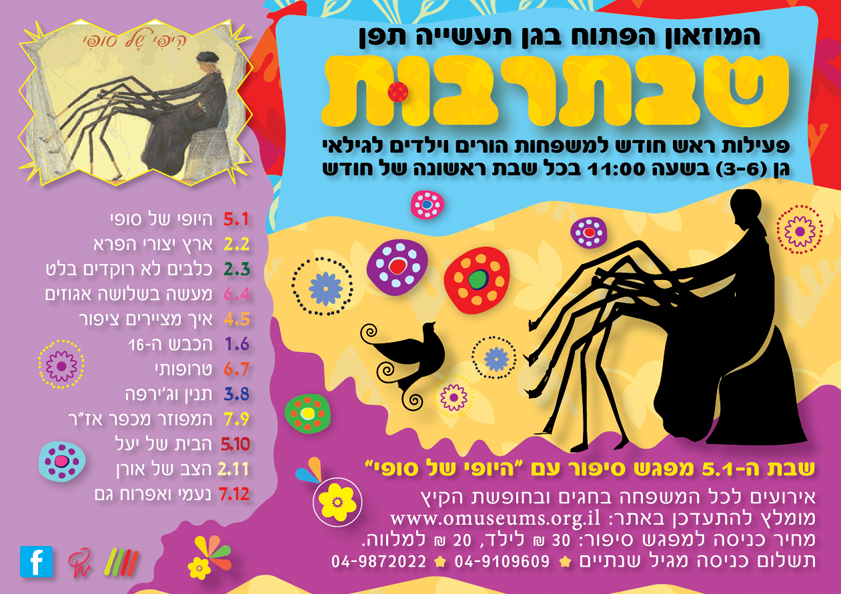 המוזאון הפתוח בגן תעשייה תפן
שבתרבות
פעילות ראש חודש למשפחות הורים וילדים לגילאי
גן (3-6) בשעה 11:00 בכל שבת ראשונה של חודש
היופי של סופי
5.1 היופי של סופי
2.2 ארץ יצורי הפרא
2.3 כלבים לא רוקדים בלט
6.4 מעשה בשלושה אגוזים
4.5 איך מציירים ציפור
1.6 הכבש ה-16
6.7 טרופותי
3.8 תנין וג'ירפה
7.9 המפוזר מכפר אז"ר
5.10 הבית של יעל
2.11 הצב של אורן
7.12 נעמי ואפרוח גם
שבת ה-5.1 מפגש סיפור עם "היופי של סופי"
אירועים לכל המשפחה בחגים ובחופשת הקיץ
מומלץ להתעדכן באתר: www.omuseums.org.il
מחיר כניסה למפגש סיפור: 30 ₪ לילד, 20 ₪ למלווה.
תשלום כניסה מגיל שנתיים 04-9109609 04-9872022
f